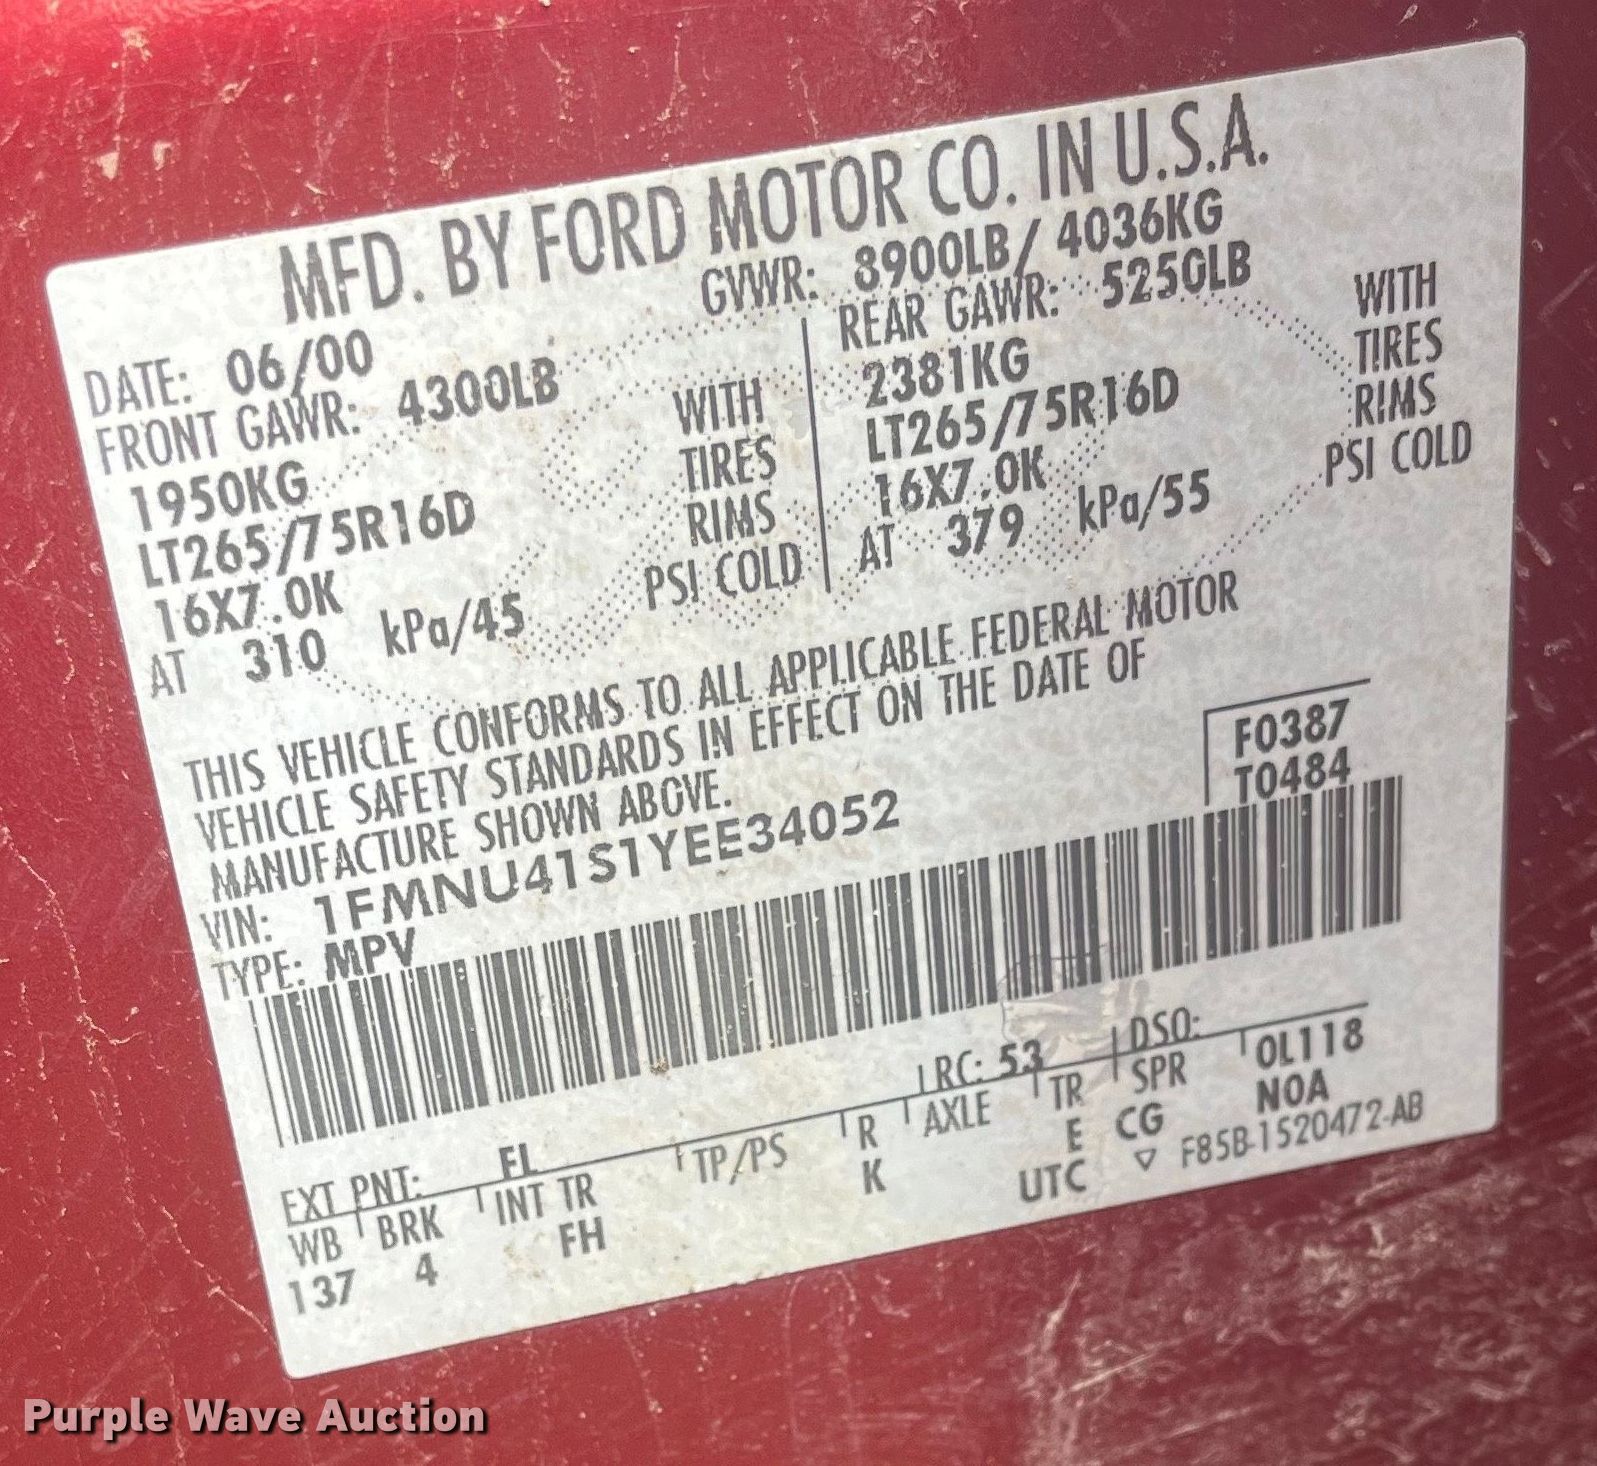 MFD. BY FORD MOTOR CO. IN U.S.A.
DATE: 06/00 GVWR: 8900LB/ 4036KG
FRONT GAWR: 4300LB REAR GAWR: 5250LB
1950KG WITH 2381KG WITH
LT265/75R16D TIRES LT265/75R16D TIRES
16X7.0K RIMS 16X7.0K RIMS
AT 310 kPa/45 PSI COLD AT 379 kPa/55 PSI COLD
THIS VEHICLE CONFORMS TO ALL APPLICABLE FEDERAL MOTOR
VEHICLE SAFETY STANDARDS IN EFFECT ON THE DATE OF
MANUFACTURE SHOWN ABOVE.
VIN: 1FMNU41S1YEE34052 F0387
TYPE: MPV T0484
EXT PNT: FL RC: 53 DSO:
WB BRK INT TR TP/PS R AXLE TR SPR 0L118
137 4 FH K E CG N0A
UTC ▽ F85B-1520472-AB
Purple Wave Auction